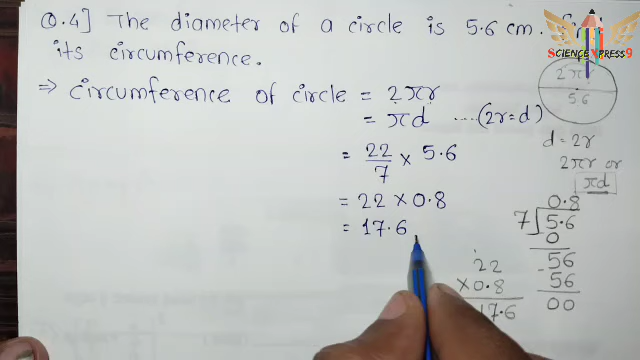 Q.4] The diameter of a circle is 5.6 cm.
its circumference.
⇒ circumference of circle = 2πr
= πd ....(2r=d)
= 22/7 × 5.6
= 22 × 0.8
= 17.6
SCIENCE XPRESS9
2πr
5.6
d = 2r
2πr or
πd
0.8
7 5.6
0
56
- 56
00
22
×0.8
17.6